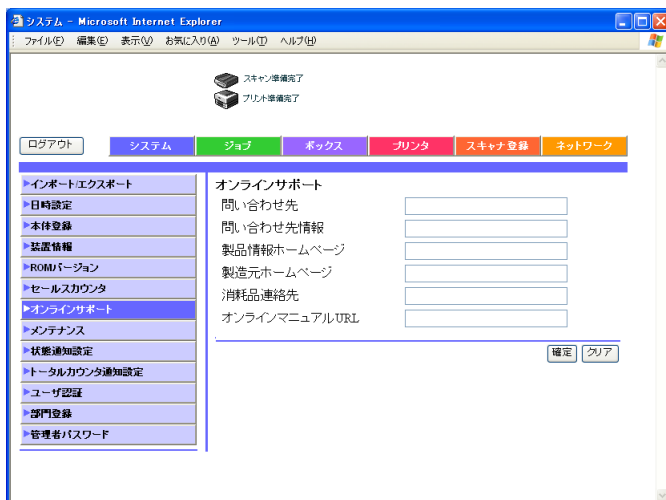 システム - Microsoft Internet Explorer
ファイル(F) 編集(E) 表示(V) お気に入り(A) ツール(T) ヘルプ(H)
スキャン準備完了
プリント準備完了
ログアウト システム ジョブ ボックス プリンタ スキャナ登録 ネットワーク
インポート/エクスポート
日時設定
本体登録
装置情報
ROMバージョン
セールスカウンタ
オンラインサポート
メンテナンス
状態通知設定
トータルカウンタ通知設定
ユーザ認証
部門登録
管理者パスワード
オンラインサポート
問い合わせ先
問い合わせ先情報
製品情報ホームページ
製造元ホームページ
消耗品連絡先
オンラインマニュアルURL
確定 クリア